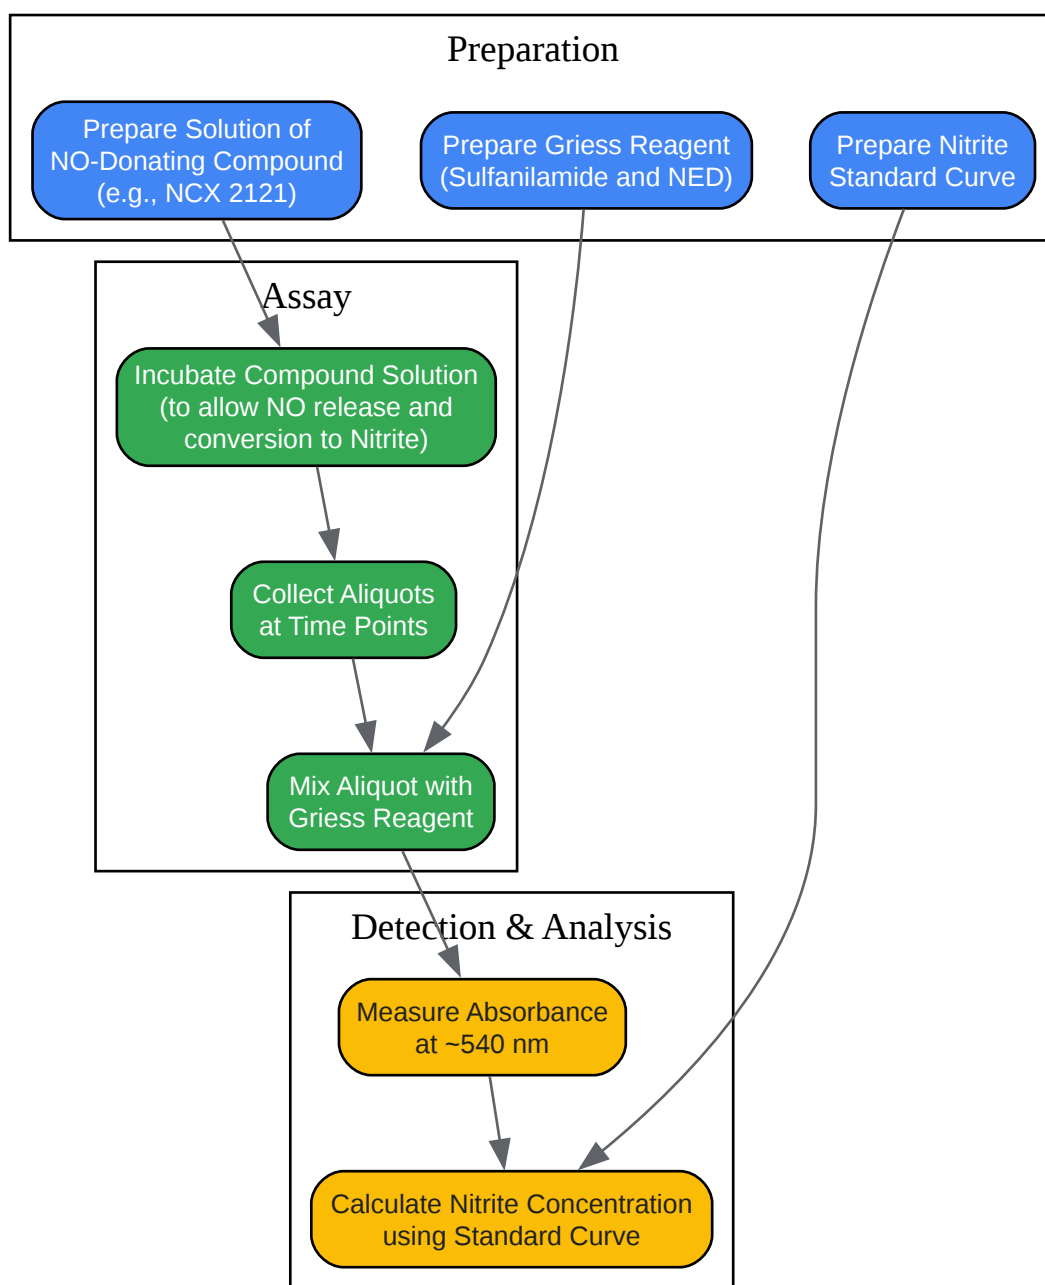 Preparation
Prepare Solution of
NO-Donating Compound
(e.g., NCX 2121)
Prepare Griess Reagent
(Sulfanilamide and NED)
Prepare Nitrite
Standard Curve
Assay
Incubate Compound Solution
(to allow NO release and
conversion to Nitrite)
Collect Aliquots
at Time Points
Mix Aliquot with
Griess Reagent
Detection & Analysis
Measure Absorbance
at ~540 nm
Calculate Nitrite Concentration
using Standard Curve